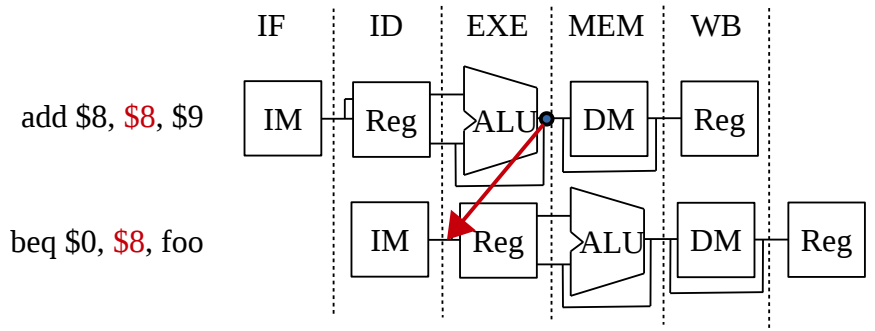 IF ID EXE MEM WB
add $8, $8, $9 IM Reg ALU DM Reg
beq $0, $8, foo IM Reg ALU DM Reg